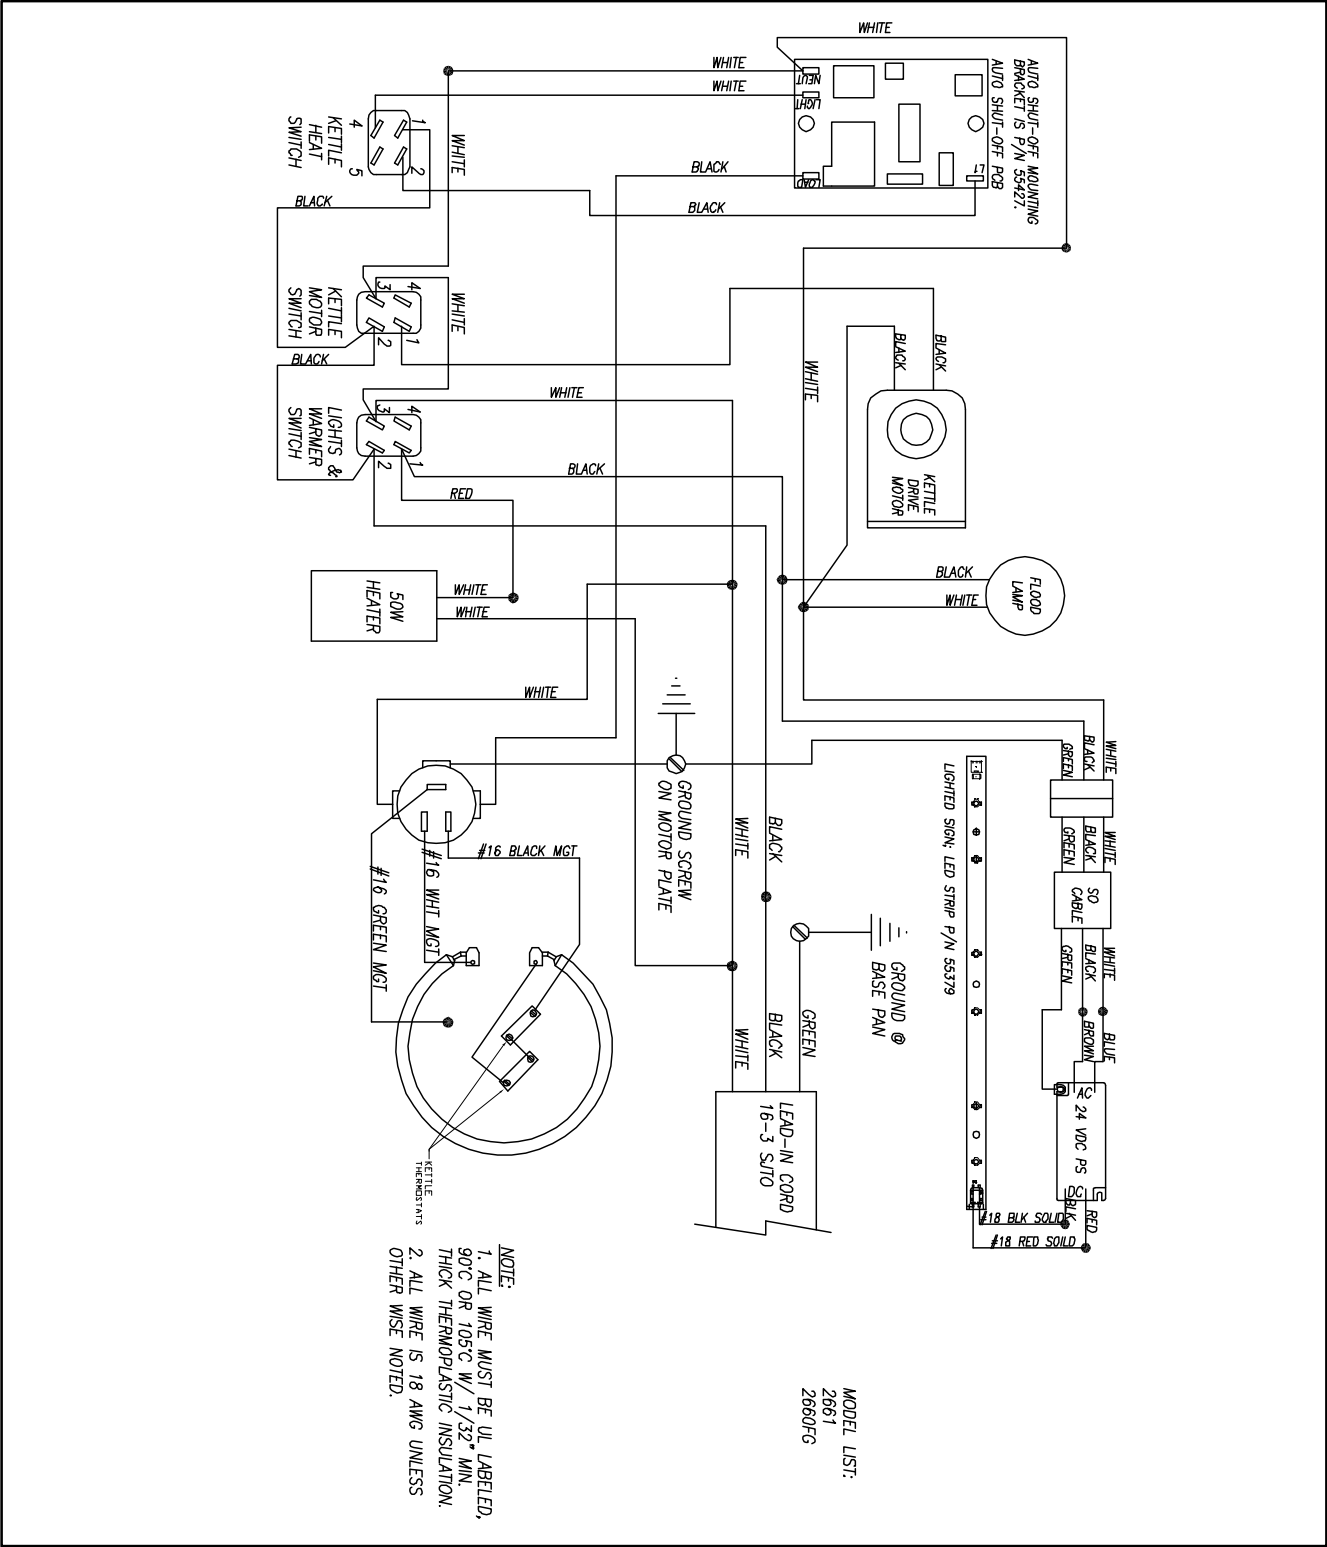 WHITE
AUTO SHUT-OFF MOUNTING
BRACKET IS P/N 55427.
AUTO SHUT-OFF PCB
NEUT
LIGHT
LOAD
L1
WHITE
WHITE
BLACK
BLACK
KETTLE
HEAT
SWITCH
1
2
4
5
WHITE
BLACK
KETTLE
MOTOR
SWITCH
4
3
1
2
WHITE
BLACK
LIGHTS &
WARMER
SWITCH
4
3
1
2
WHITE
BLACK
RED
WHITE
BLACK
BLACK
KETTLE
DRIVE
MOTOR
FLOOD
LAMP
BLACK
WHITE
50W
HEATER
WHITE
WHITE
WHITE
GROUND SCREW
ON MOTOR PLATE
WHITE
BLACK
GREEN
WHITE
BLACK
GREEN
SO
CABLE
WHITE
BLACK
GREEN
BLUE
BROWN
AC
24 VDC PS
DC
RED
BLK
#18 BLK SOLID
#18 RED SOILD
LIGHTED SIGN; LED STRIP P/N 55379
BLACK
WHITE
GROUND @
BASE PAN
GREEN
BLACK
WHITE
LEAD-IN CORD
16-3 SJTO
#16 BLACK MGT
#16 WHT MGT
#16 GREEN MGT
KETTLE
THERMOSTATS
NOTE:
1. ALL WIRE MUST BE UL LABELED,
90°C OR 105°C W/ 1/32" MIN.
THICK THERMOPLASTIC INSULATION.
2. ALL WIRE IS 18 AWG UNLESS
OTHER WISE NOTED.
MODEL LIST:
2661
2660FG